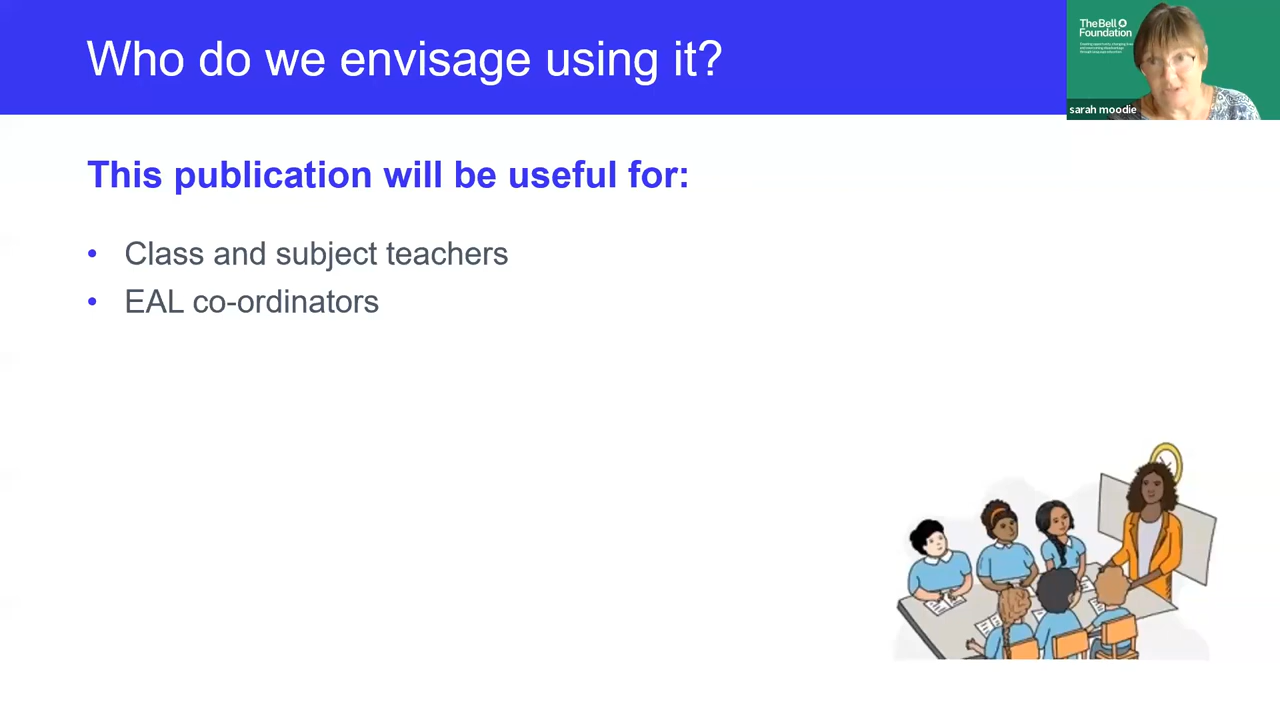 Who do we envisage using it?
The Bell
Foundation
sarah moodie
This publication will be useful for:
• Class and subject teachers
• EAL co-ordinators